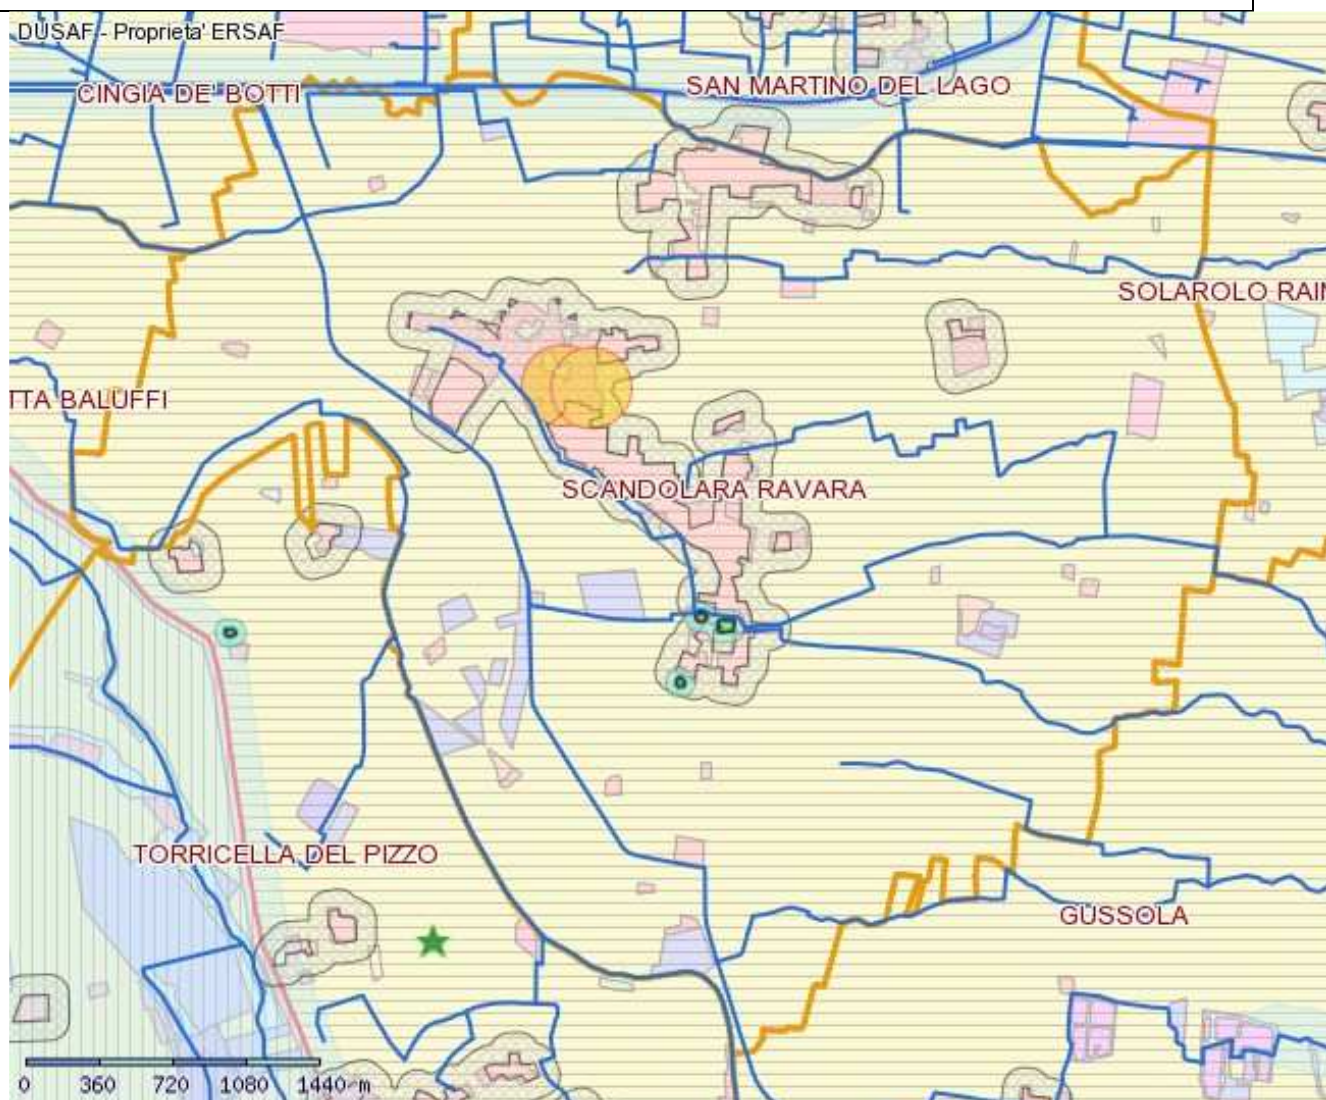 DUSAF - Proprieta' ERSAF
CINGIA DE' BOTTI
SAN MARTINO DEL LAGO
SOLAROLO RAIN
TTA BALUFFI
SCANDOLARA RAVARA
TORRICELLA DEL PIZZO
GUSSOLA
0 360 720 1080 1440 m